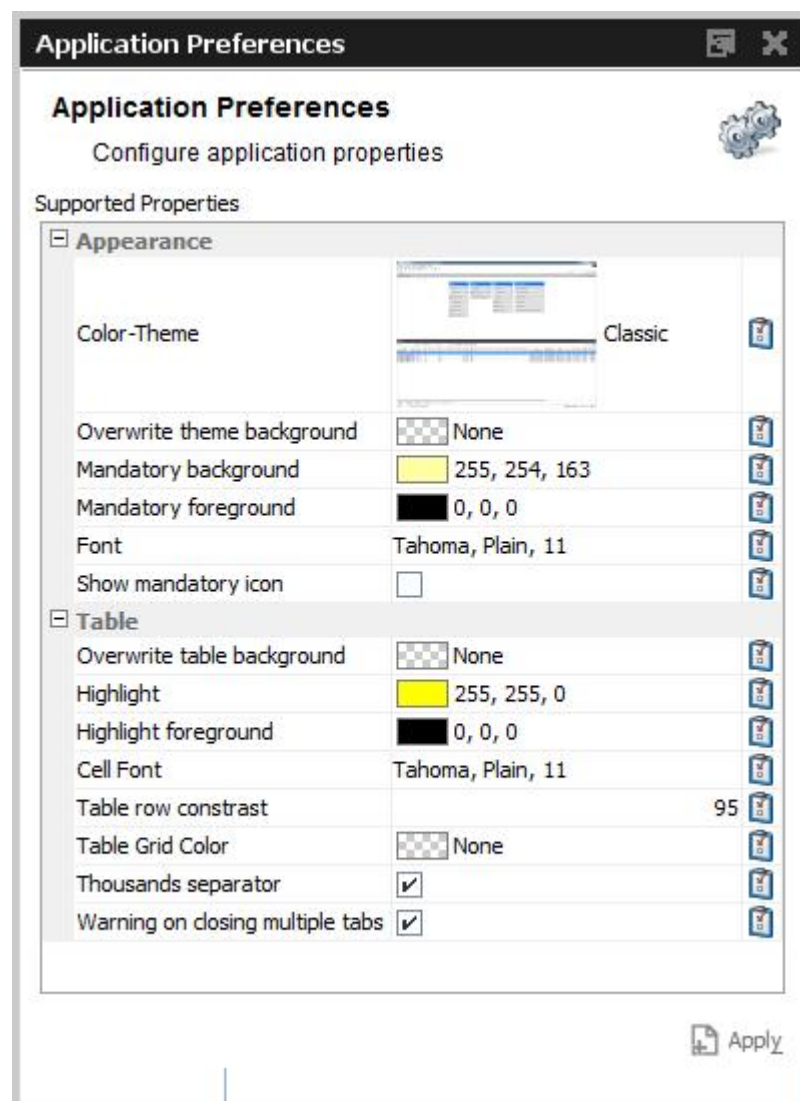 Application Preferences
Application Preferences
Configure application properties
Supported Properties
Appearance
Color-Theme Classic
Overwrite theme background None
Mandatory background 255, 254, 163
Mandatory foreground 0, 0, 0
Font Tahoma, Plain, 11
Show mandatory icon
Table
Overwrite table background None
Highlight 255, 255, 0
Highlight foreground 0, 0, 0
Cell Font Tahoma, Plain, 11
Table row constrast 95
Table Grid Color None
Thousands separator
Warning on closing multiple tabs
Apply